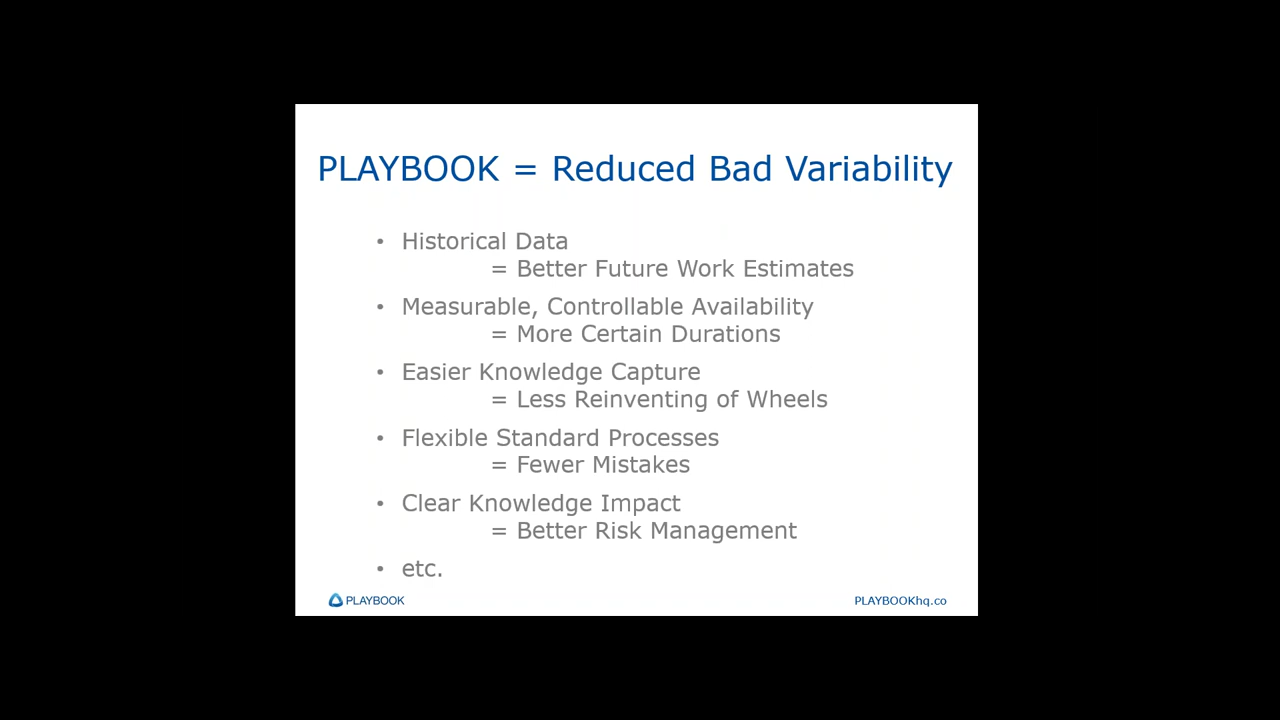 PLAYBOOK = Reduced Bad Variability
• Historical Data
= Better Future Work Estimates
• Measurable, Controllable Availability
= More Certain Durations
• Easier Knowledge Capture
= Less Reinventing of Wheels
• Flexible Standard Processes
= Fewer Mistakes
• Clear Knowledge Impact
= Better Risk Management
• etc.
PLAYBOOK
PLAYBOOKhq.co